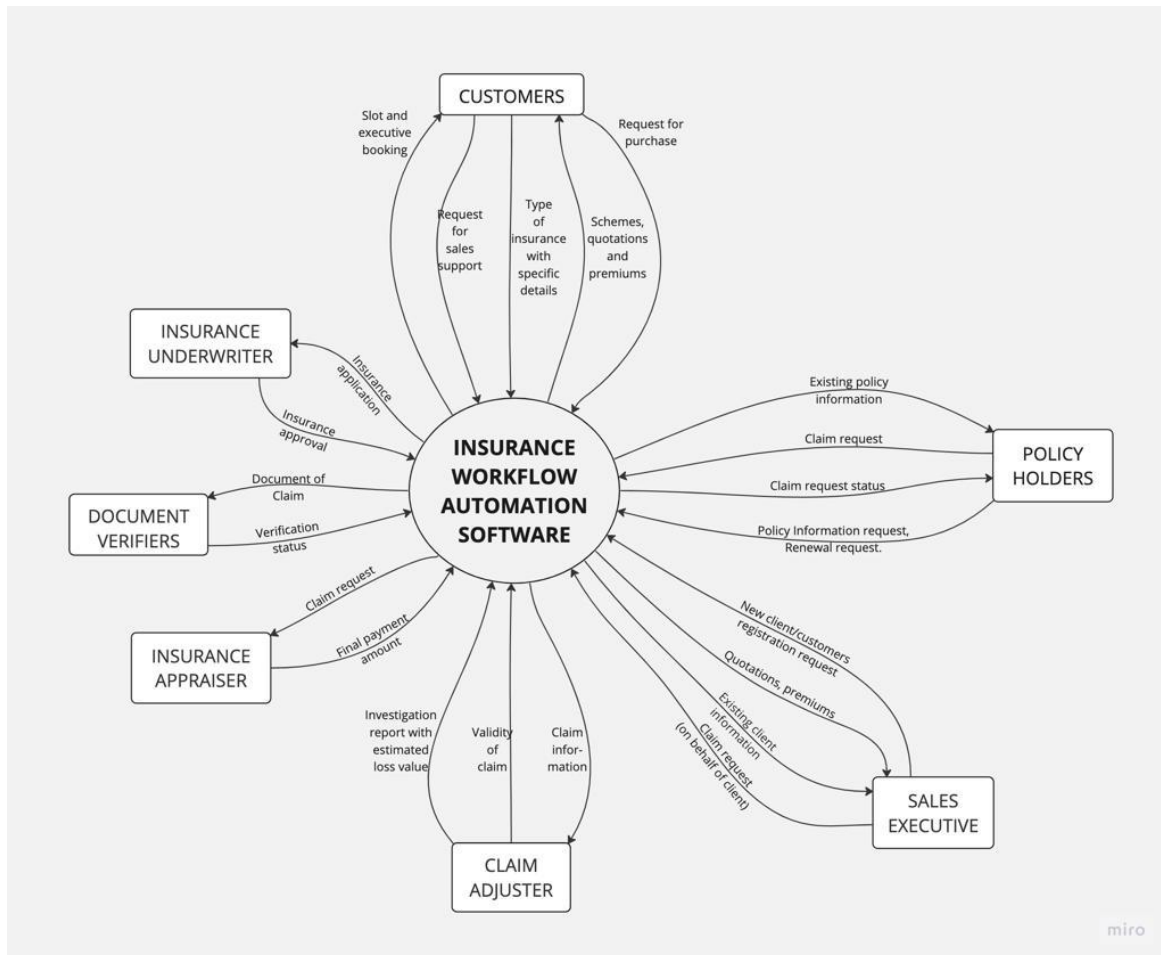 CUSTOMERS
Slot and
executive
booking
Request for
purchase
Request
for
sales
support
Type
of
insurance
with
specific
details
Schemes,
quotations
and
premiums
INSURANCE
UNDERWRITER
Insurance
application
Insurance
approval
Existing policy
information
Claim request
Claim request status
Policy Information request,
Renewal request.
POLICY
HOLDERS
INSURANCE
WORKFLOW
AUTOMATION
SOFTWARE
Document of
Claim
DOCUMENT
VERIFIERS
Verification
status
Claim request
Final payment
amount
INSURANCE
APPRAISER
New client/customers
registration request
Quotations, premiums
Existing client
information
Claim request
(on behalf of client)
SALES
EXECUTIVE
Investigation
report with
estimated
loss value
Validity
of
claim
Claim
infor-
mation
CLAIM
ADJUSTER
miro